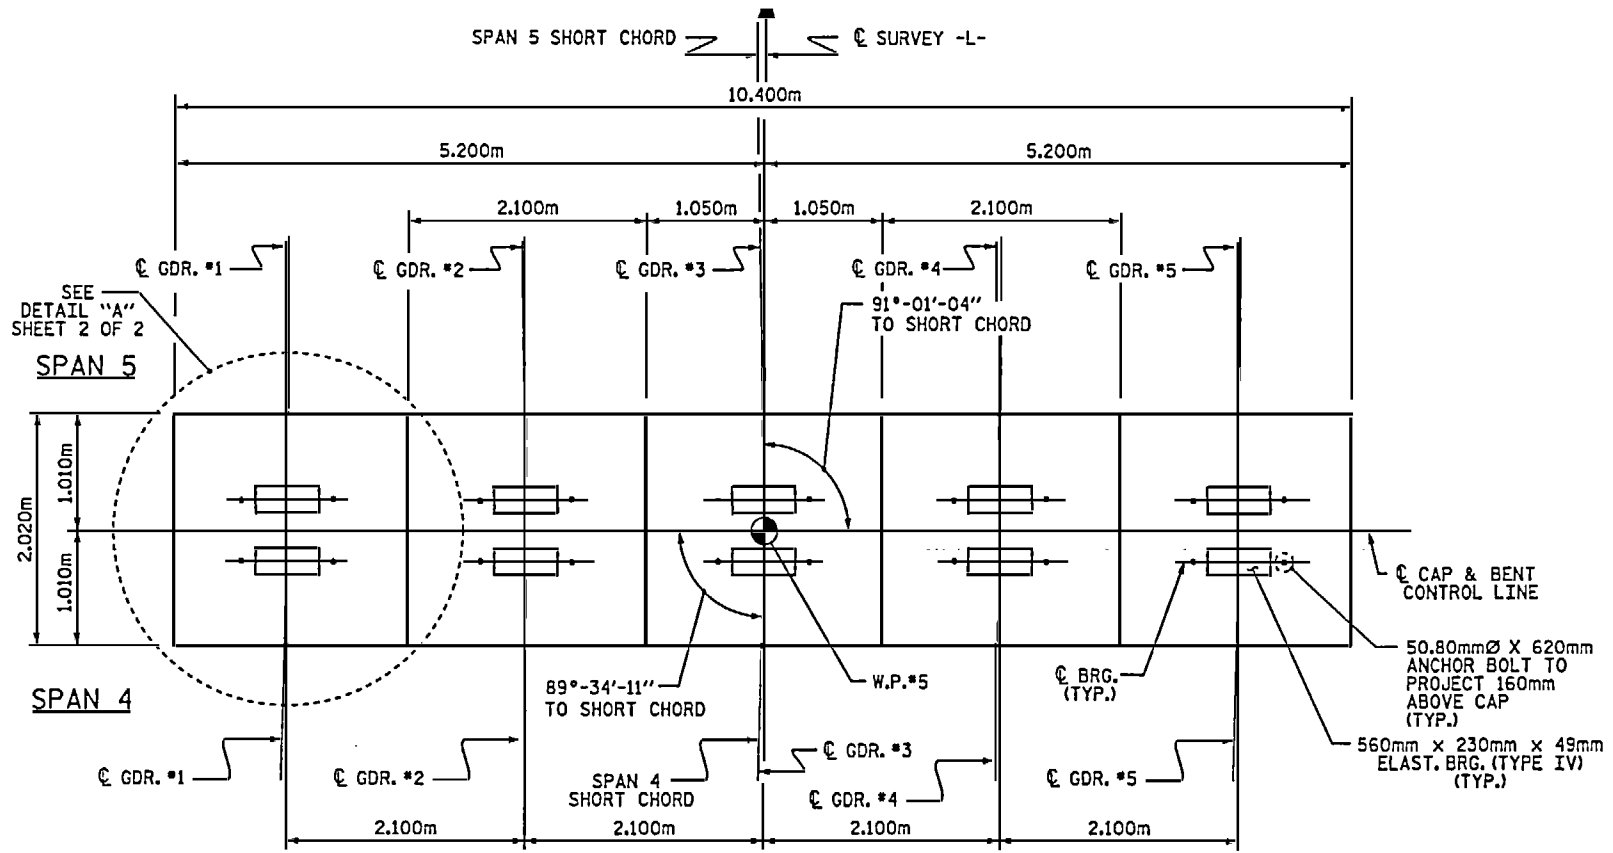 SPAN 5 SHORT CHORD
℄ SURVEY -L-
10.400m
5.200m
5.200m
2.100m
1.050m
1.050m
2.100m
℄ GDR. #1
℄ GDR. #2
℄ GDR. #3
℄ GDR. #4
℄ GDR. #5
SEE
DETAIL "A"
SHEET 2 OF 2
91°-01'-04"
TO SHORT CHORD
SPAN 5
2.020m
1.010m
1.010m
℄ CAP & BENT
CONTROL LINE
SPAN 4
89°-34'-11"
TO SHORT CHORD
W.P.#5
℄ BRG.
(TYP.)
50.80mmØ X 620mm
ANCHOR BOLT TO
PROJECT 160mm
ABOVE CAP
(TYP.)
560mm x 230mm x 49mm
ELAST. BRG. (TYPE IV)
(TYP.)
℄ GDR. #1
℄ GDR. #2
SPAN 4
SHORT CHORD
℄ GDR. #3
℄ GDR. #4
℄ GDR. #5
2.100m
2.100m
2.100m
2.100m